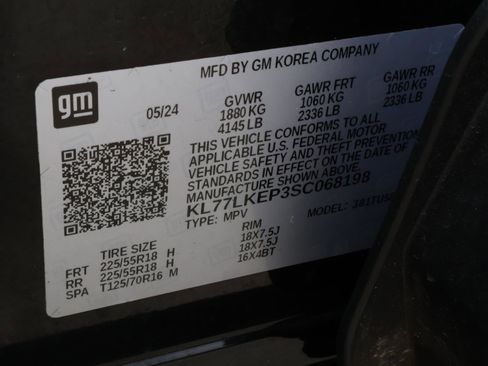 MFD BY GM KOREA COMPANY
gm
05/24
GVWR GAWR FRT GAWR RR
1880 KG 1060 KG 1060 KG
4145 LB 2336 LB 2336 LB
THIS VEHICLE CONFORMS TO ALL
APPLICABLE U.S. FEDERAL MOTOR
VEHICLE SAFETY AND THEFT PREVENTION
STANDARDS IN EFFECT ON THE DATE OF
KL77LKEP3SC068198
TYPE: MPV MODEL:
TIRE SIZE RIM
FRT 225/55R18 H 18X7.5J
RR 225/55R18 H 18X7.5J
SPA T125/70R16 M 16X4BT